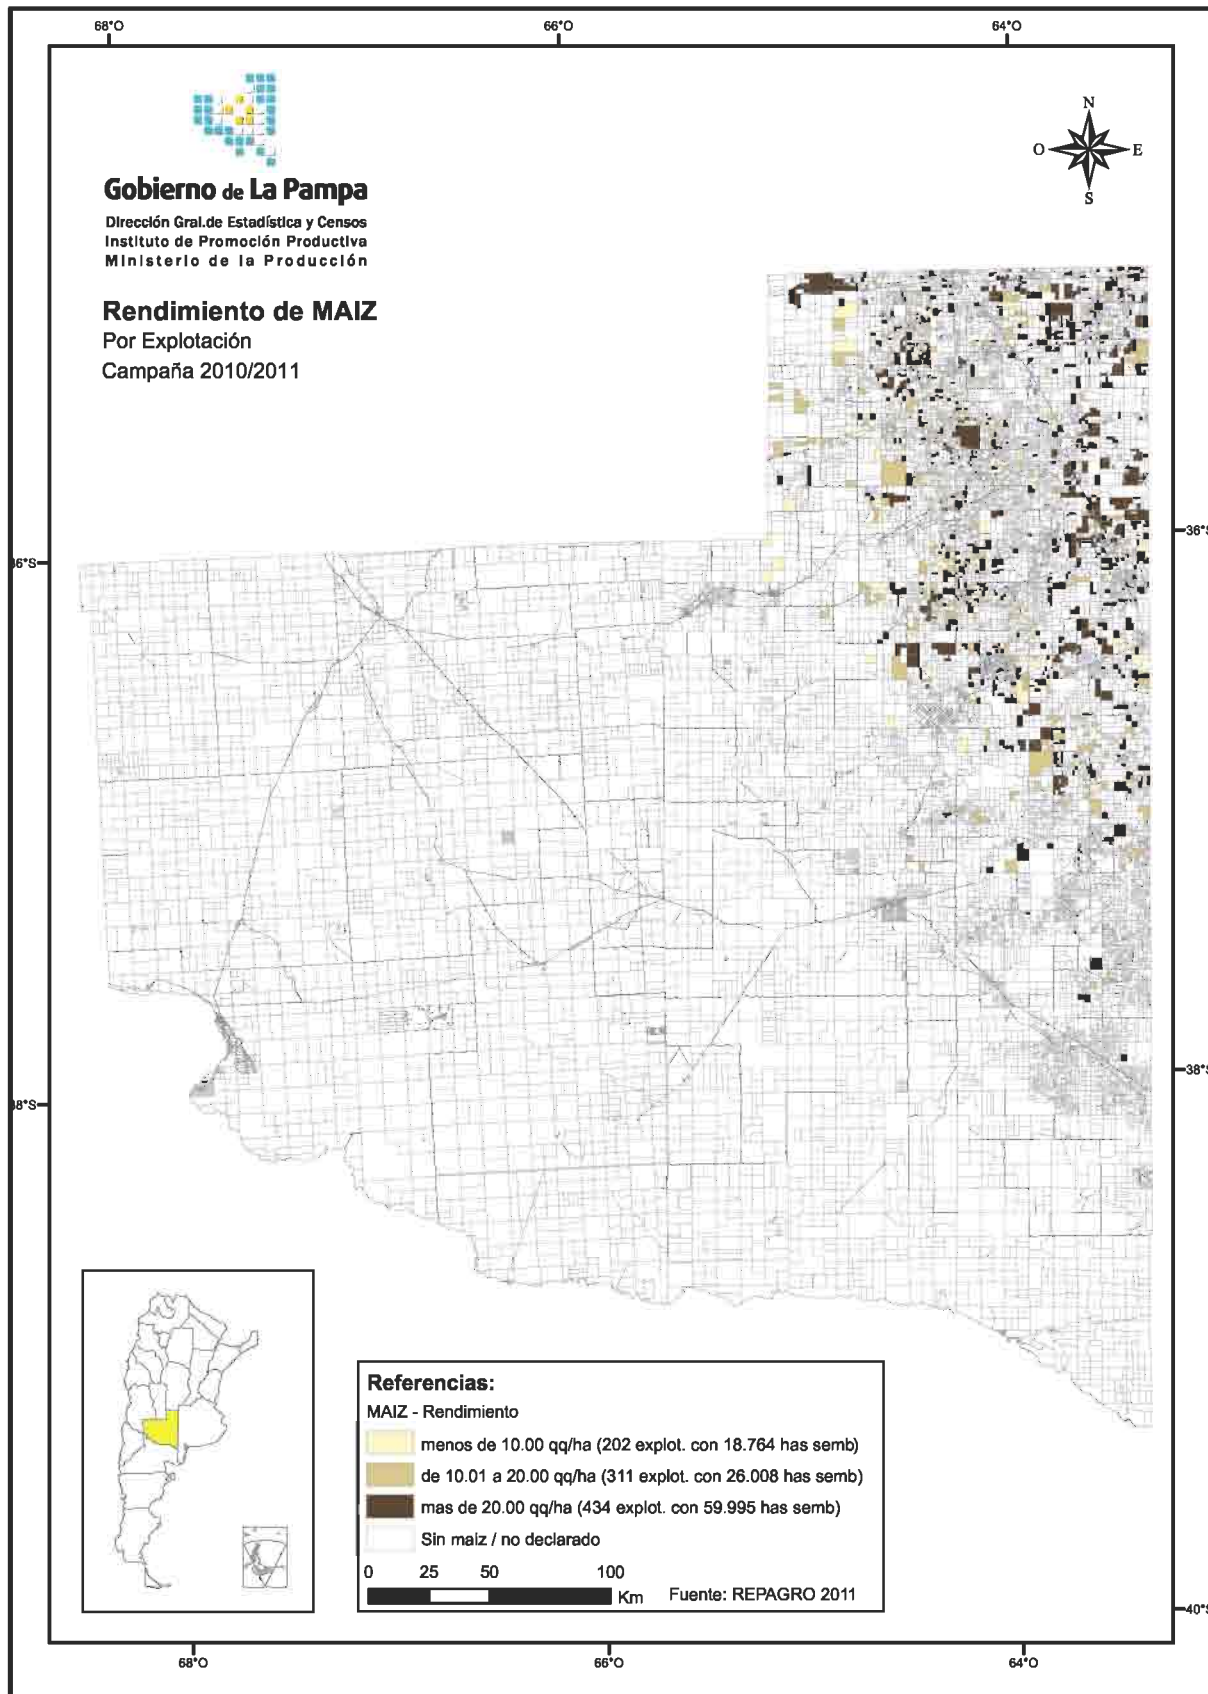 68°O 66°O 64°O
N
O E
S
Gobierno de La Pampa
Dirección Gral.de Estadística y Censos
Instituto de Promoción Productiva
Ministerio de la Producción
Rendimiento de MAIZ
Por Explotación
Campaña 2010/2011
36°S
6°S
38°S
38°S
Referencias:
MAIZ - Rendimiento
menos de 10.00 qq/ha (202 explot. con 18.764 has semb)
de 10.01 a 20.00 qq/ha (311 explot. con 26.008 has semb)
mas de 20.00 qq/ha (434 explot. con 59.995 has semb)
Sin maiz / no declarado
0 25 50 100
Km Fuente: REPAGRO 2011
40°S
68°O 66°O 64°O